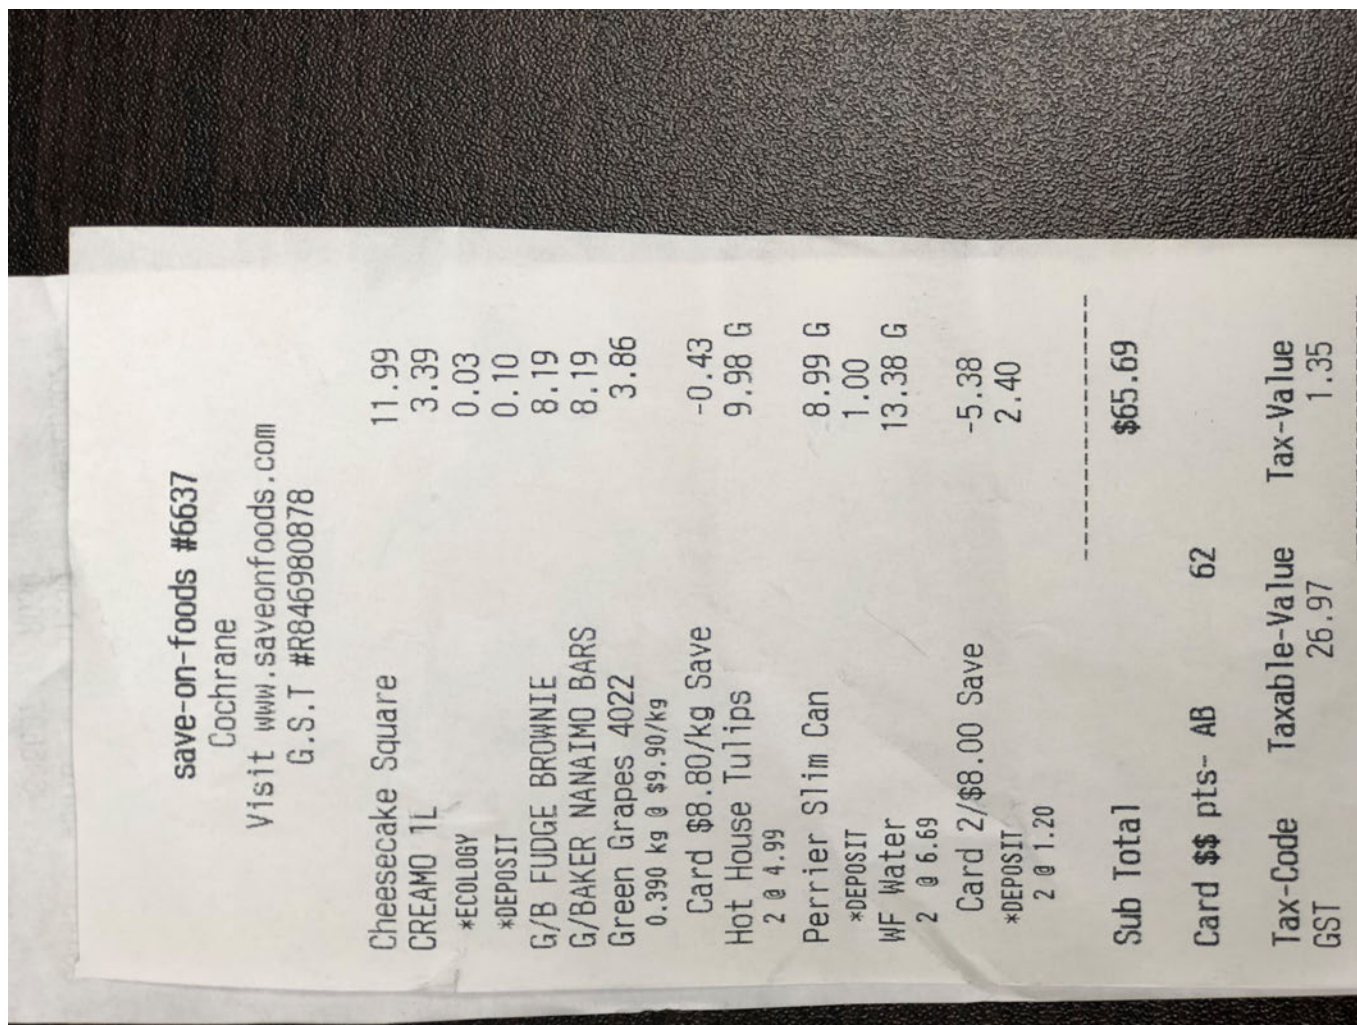 save-on-foods #6637
Cochrane
Visit www.saveonfoods.com
G.S.T #R846980878
Cheesecake Square 11.99
CREAMO 1L 3.39
*ECOLOGY 0.03
*DEPOSIT 0.10
G/B FUDGE BROWNIE 8.19
G/BAKER NANAIMO BARS 8.19
Green Grapes 4022 3.86
0.390 kg @ $9.90/kg
Card $8.80/kg Save -0.43
Hot House Tulips 9.98 G
2 @ 4.99
Perrier Slim Can 8.99 G
*DEPOSIT 1.00
WF Water 13.38 G
2 @ 6.69
Card 2/$8.00 Save -5.38
*DEPOSIT 2.40
2 @ 1.20
Sub Total $65.69
Card $$ pts- AB 62
Tax-Code Taxable-Value Tax-Value
GST 26.97 1.35